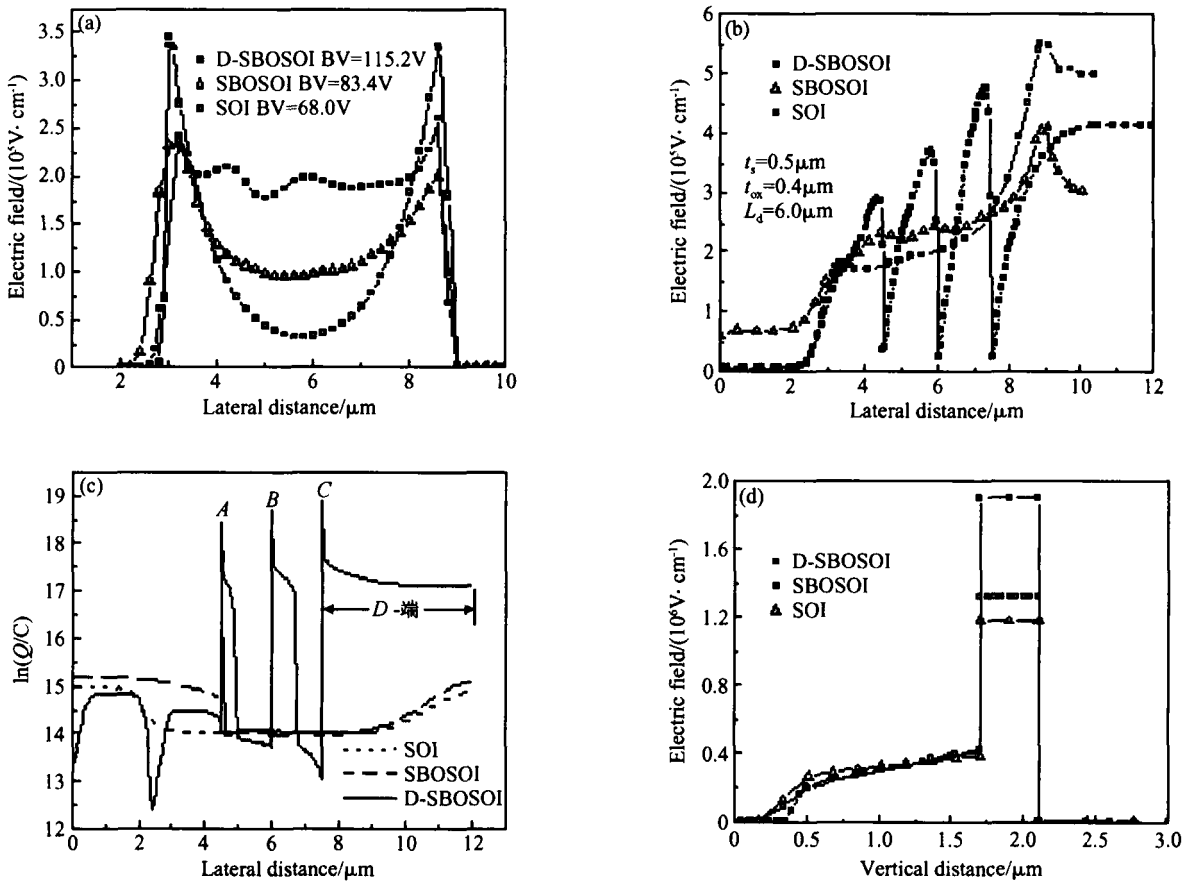 (a)
D-SBOSOI BV=115.2V
SBOSOI BV=83.4V
SOI BV=68.0V
3.5
3.0
2.5
2.0
1.5
1.0
0.5
0
2 4 6 8 10
Electric field/(10⁵V· cm⁻¹)
Lateral distance/μm
(b)
D-SBOSOI
SBOSOI
SOI
tₛ=0.5μm
tₒₓ=0.4μm
L_d=6.0μm
6
5
4
3
2
1
0
0 2 4 6 8 10 12
Electric field/(10⁵V· cm⁻¹)
Lateral distance/μm
(c)
A B C
D -端
SOI
SBOSOI
D-SBOSOI
19
18
17
16
15
14
13
12
0 2 4 6 8 10 12
ln(Q/C)
Lateral distance/μm
(d)
D-SBOSOI
SBOSOI
SOI
2.0
1.6
1.2
0.8
0.4
0
0 0.5 1.0 1.5 2.0 2.5 3.0
Electric field/(10⁶V· cm⁻¹)
Vertical distance/μm